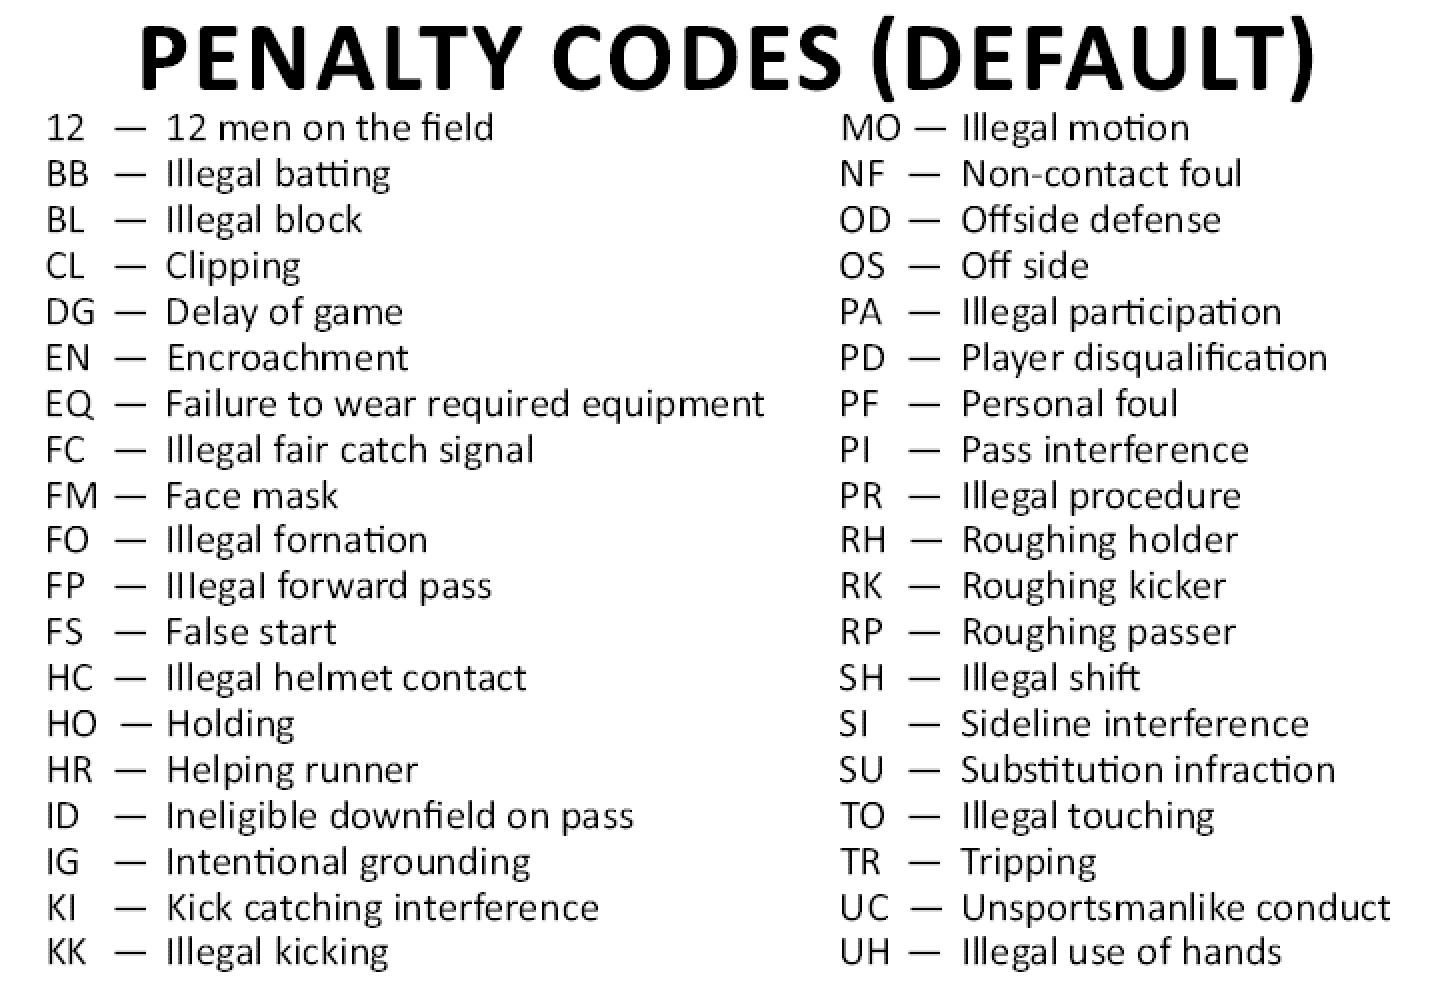 PENALTY CODES (DEFAULT)
12 — 12 men on the field
BB — Illegal batting
BL — Illegal block
CL — Clipping
DG — Delay of game
EN — Encroachment
EQ — Failure to wear required equipment
FC — Illegal fair catch signal
FM — Face mask
FO — Illegal fornation
FP — Illegal forward pass
FS — False start
HC — Illegal helmet contact
HO — Holding
HR — Helping runner
ID — Ineligible downfield on pass
IG — Intentional grounding
KI — Kick catching interference
KK — Illegal kicking
MO — Illegal motion
NF — Non-contact foul
OD — Offside defense
OS — Off side
PA — Illegal participation
PD — Player disqualification
PF — Personal foul
PI — Pass interference
PR — Illegal procedure
RH — Roughing holder
RK — Roughing kicker
RP — Roughing passer
SH — Illegal shift
SI — Sideline interference
SU — Substitution infraction
TO — Illegal touching
TR — Tripping
UC — Unsportsmanlike conduct
UH — Illegal use of hands